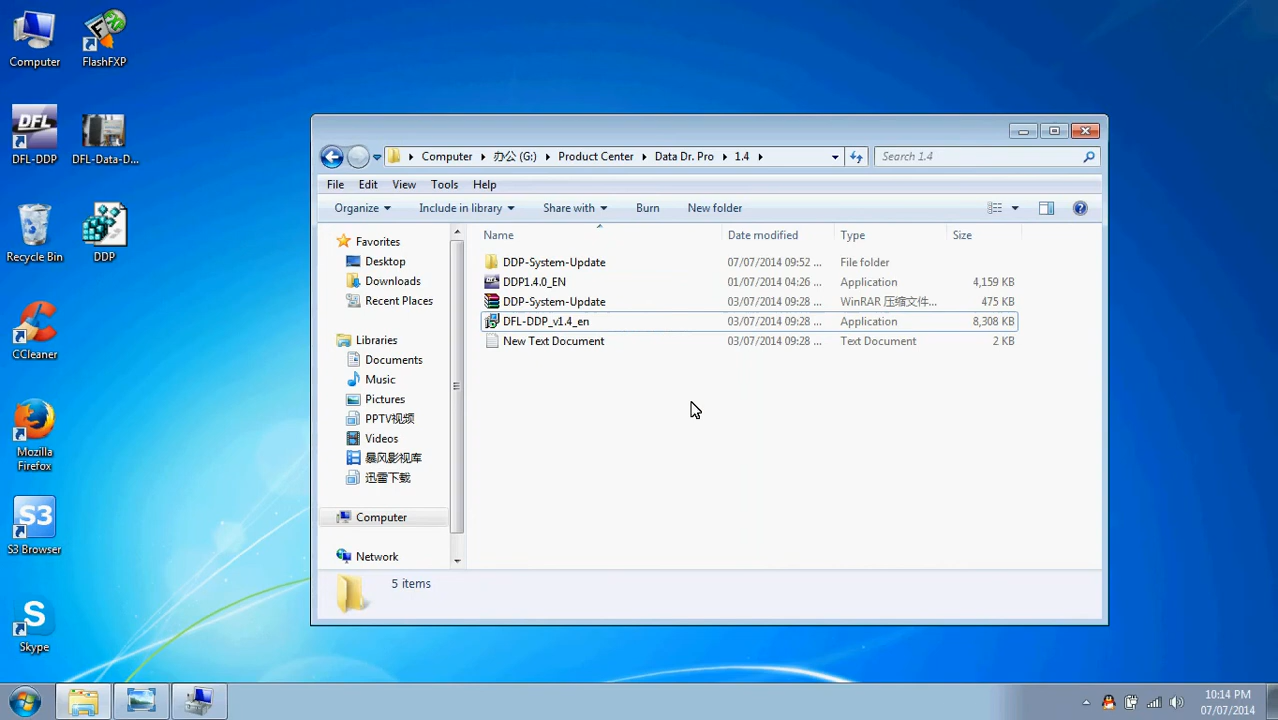 Computer
FlashFXP
DFL
DFL-DDP
DFL-Data-D...
Recycle Bin
DDP
CCleaner
Mozilla
Firefox
S3
S3 Browser
S
Skype
Computer
办公 (G:)
Product Center
Data Dr. Pro
1.4
Search 1.4
File
Edit
View
Tools
Help
Organize
Include in library
Share with
Burn
New folder
Favorites
Desktop
Downloads
Recent Places
Libraries
Documents
Music
Pictures
PPTV视频
Videos
暴风影视库
迅雷下载
Computer
Network
Name Date modified Type Size
DDP-System-Update 07/07/2014 09:52 ... File folder
DDP1.4.0_EN 01/07/2014 04:26 ... Application 4,159 KB
DDP-System-Update 03/07/2014 09:28 ... WinRAR 压缩文件... 475 KB
DFL-DDP_v1.4_en 03/07/2014 09:28 ... Application 8,308 KB
New Text Document 03/07/2014 09:28 ... Text Document 2 KB
5 items
10:14 PM
07/07/2014